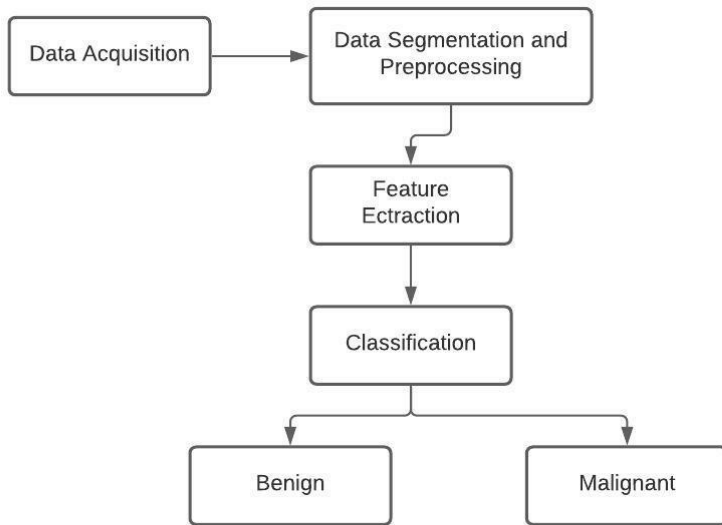 Data Acquisition
Data Segmentation and
Preprocessing
Feature
Ectraction
Classification
Benign
Malignant